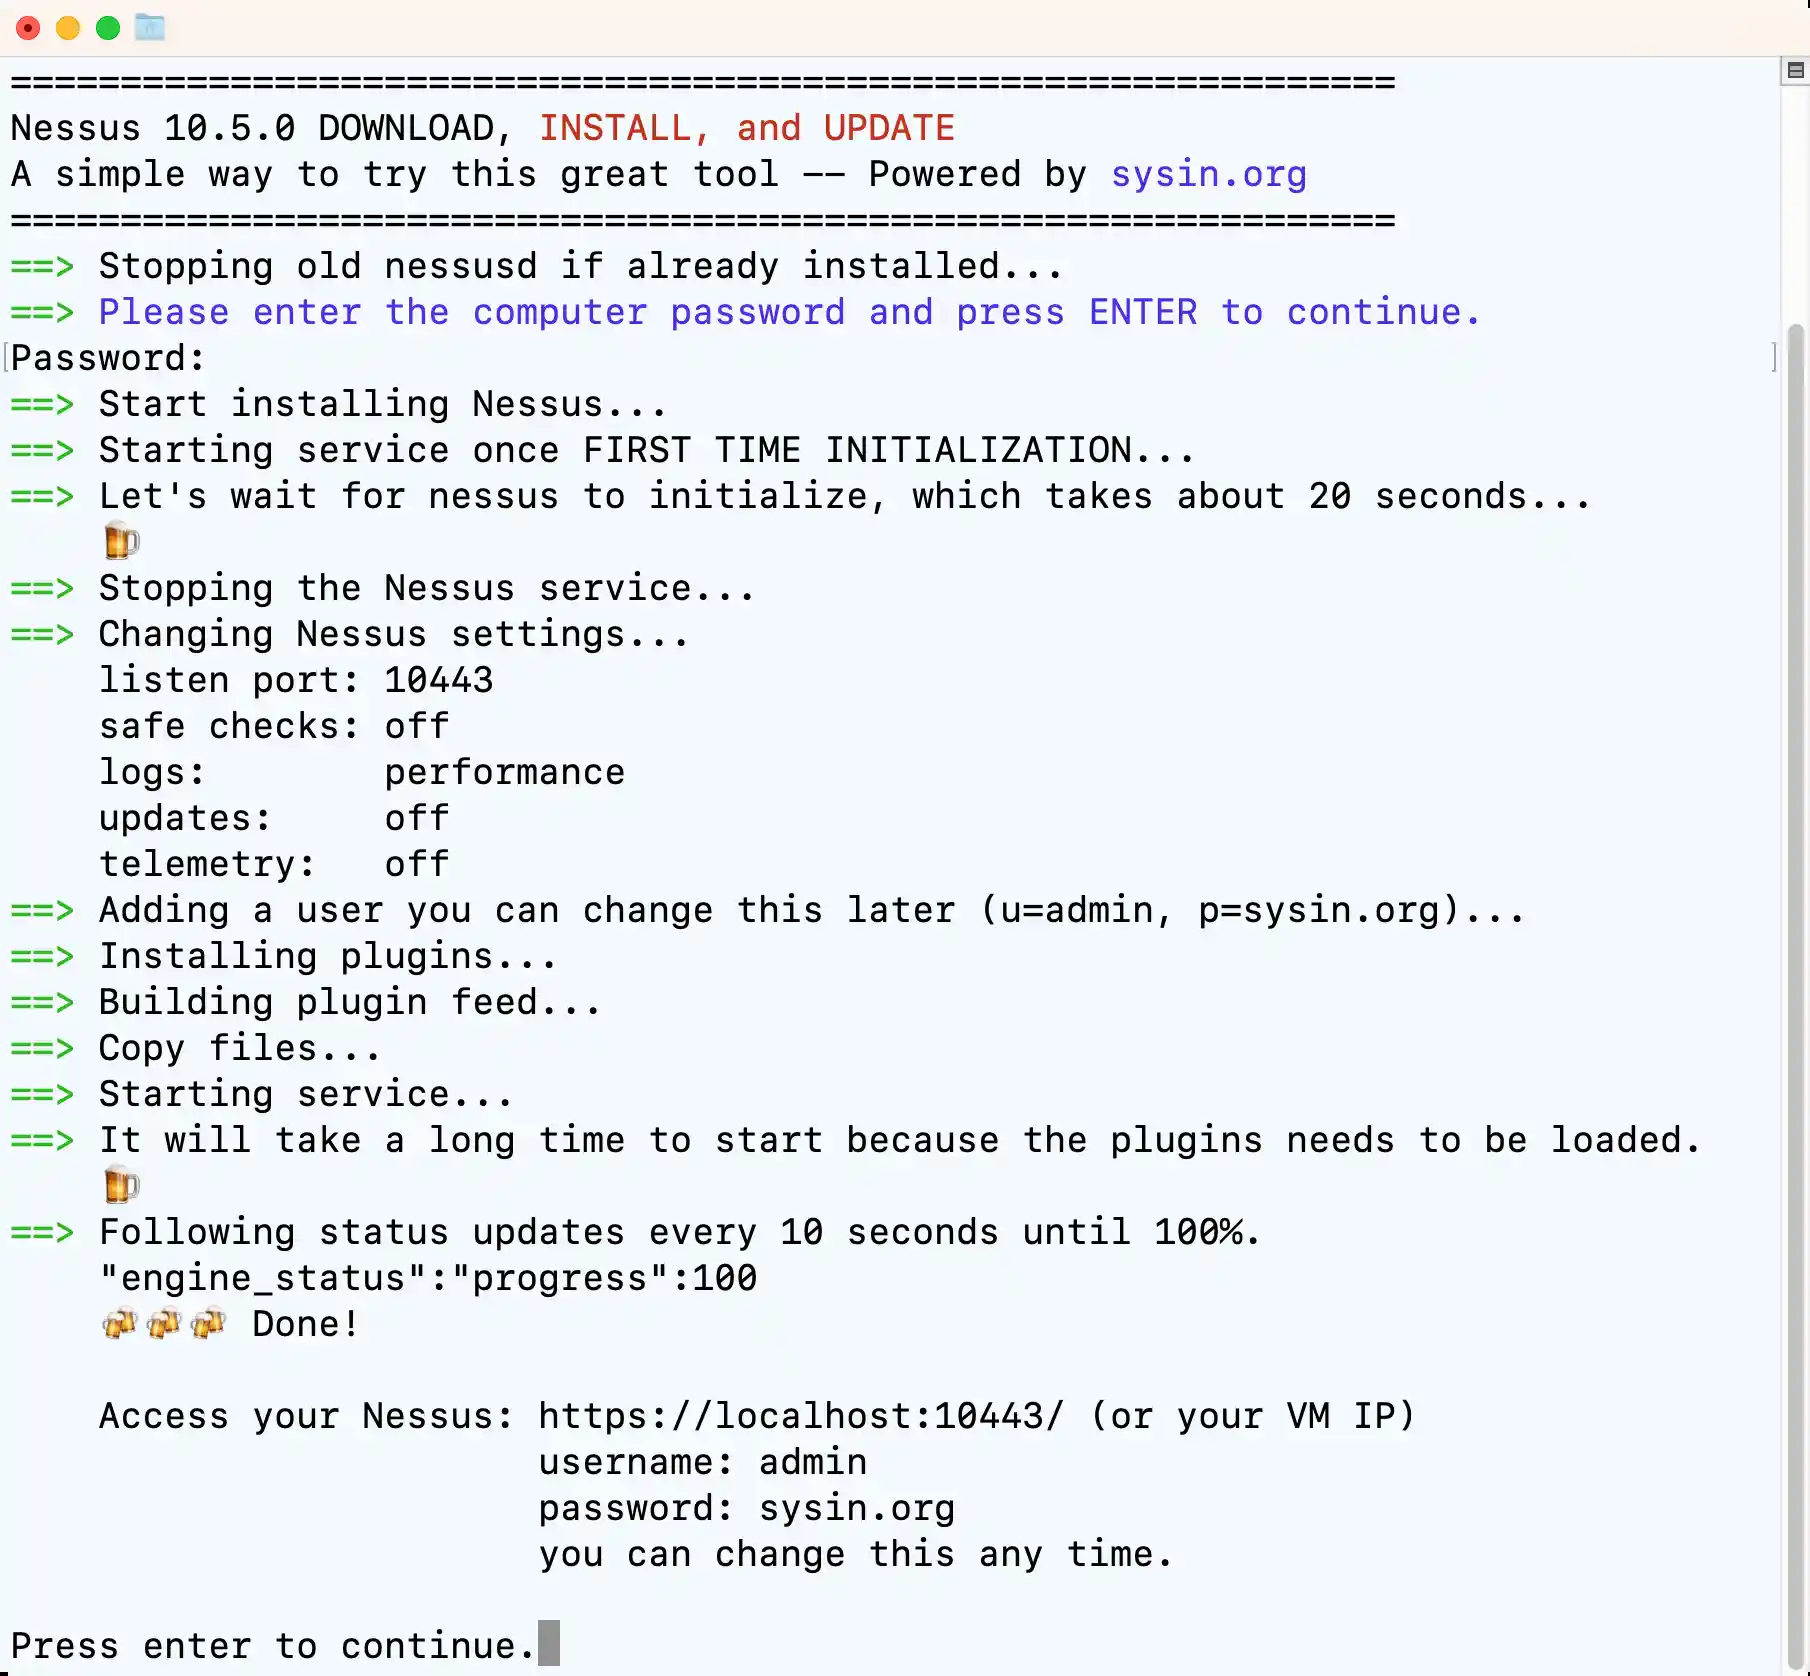 ===============================================================
Nessus 10.5.0 DOWNLOAD, INSTALL, and UPDATE
A simple way to try this great tool -- Powered by sysin.org
===============================================================
==> Stopping old nessusd if already installed...
==> Please enter the computer password and press ENTER to continue.
[Password:]
==> Start installing Nessus...
==> Starting service once FIRST TIME INITIALIZATION...
==> Let's wait for nessus to initialize, which takes about 20 seconds...
🍺
==> Stopping the Nessus service...
==> Changing Nessus settings...
    listen port: 10443
    safe checks: off
    logs:        performance
    updates:     off
    telemetry:   off
==> Adding a user you can change this later (u=admin, p=sysin.org)...
==> Installing plugins...
==> Building plugin feed...
==> Copy files...
==> Starting service...
==> It will take a long time to start because the plugins needs to be loaded.
🍺
==> Following status updates every 10 seconds until 100%.
    "engine_status":"progress":100
    🍻🍻🍻 Done!
    Access your Nessus: https://localhost:10443/ (or your VM IP)
                        username: admin
                        password: sysin.org
                        you can change this any time.
Press enter to continue.